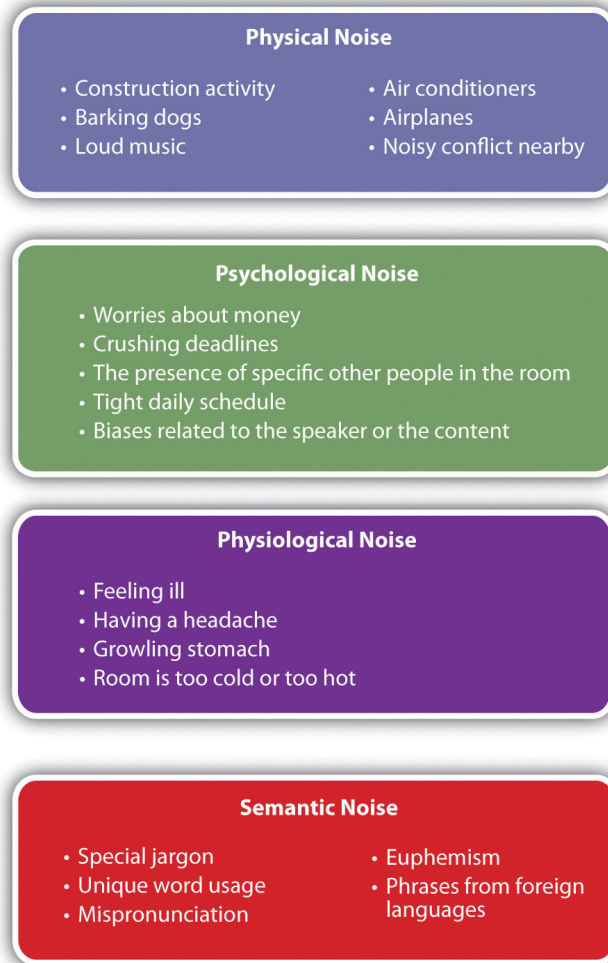 Physical Noise
• Construction activity
• Barking dogs
• Loud music
• Air conditioners
• Airplanes
• Noisy conflict nearby
Psychological Noise
• Worries about money
• Crushing deadlines
• The presence of specific other people in the room
• Tight daily schedule
• Biases related to the speaker or the content
Physiological Noise
• Feeling ill
• Having a headache
• Growling stomach
• Room is too cold or too hot
Semantic Noise
• Special jargon
• Unique word usage
• Mispronunciation
• Euphemism
• Phrases from foreign
languages